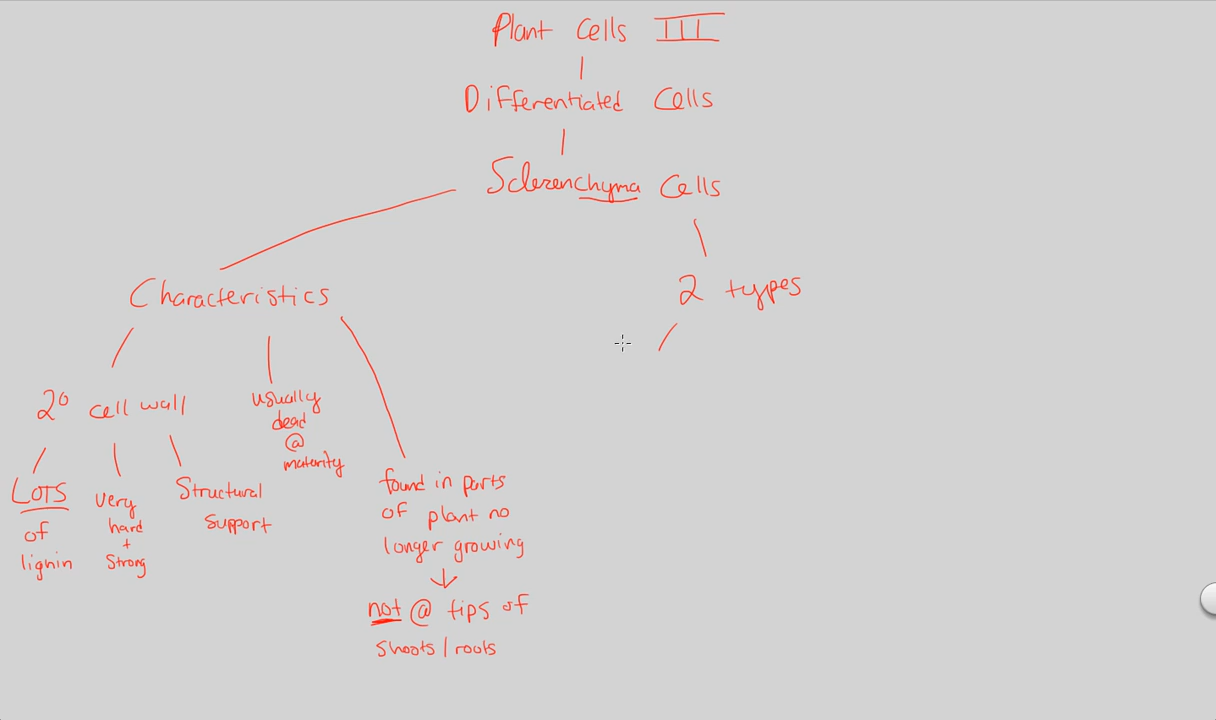 Plant Cells III
Differentiated Cells
Sclerenchyma Cells
Characteristics
2 types
2° cell wall
usually
dead
@
maturity
LOTS
of
lignin
very
hard
+
strong
Structural
support
found in parts
of plant no
longer growing
not @ tips of
shoots/roots